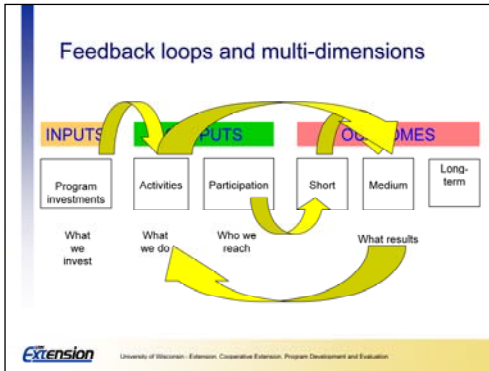 Feedback loops and multi-dimensions
INPUTS
OUTCOMES
Program
investments
Activities
Participation
Short
Medium
Long-
term
What
we
invest
What
we do
Who we
reach
What results
Extension
University of Wisconsin - Extension, Cooperative Extension, Program Development and Evaluation